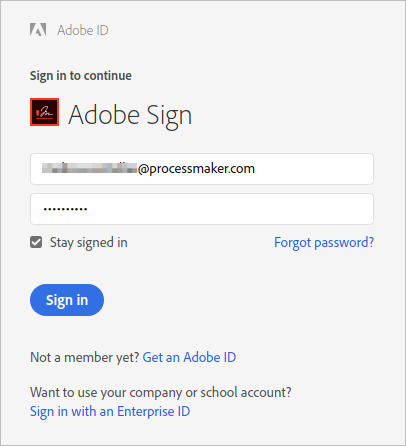 Adobe ID
Sign in to continue
Adobe Sign
@processmaker.com
••••••••••
Stay signed in Forgot password?
Sign in
Not a member yet? Get an Adobe ID
Want to use your company or school account?
Sign in with an Enterprise ID